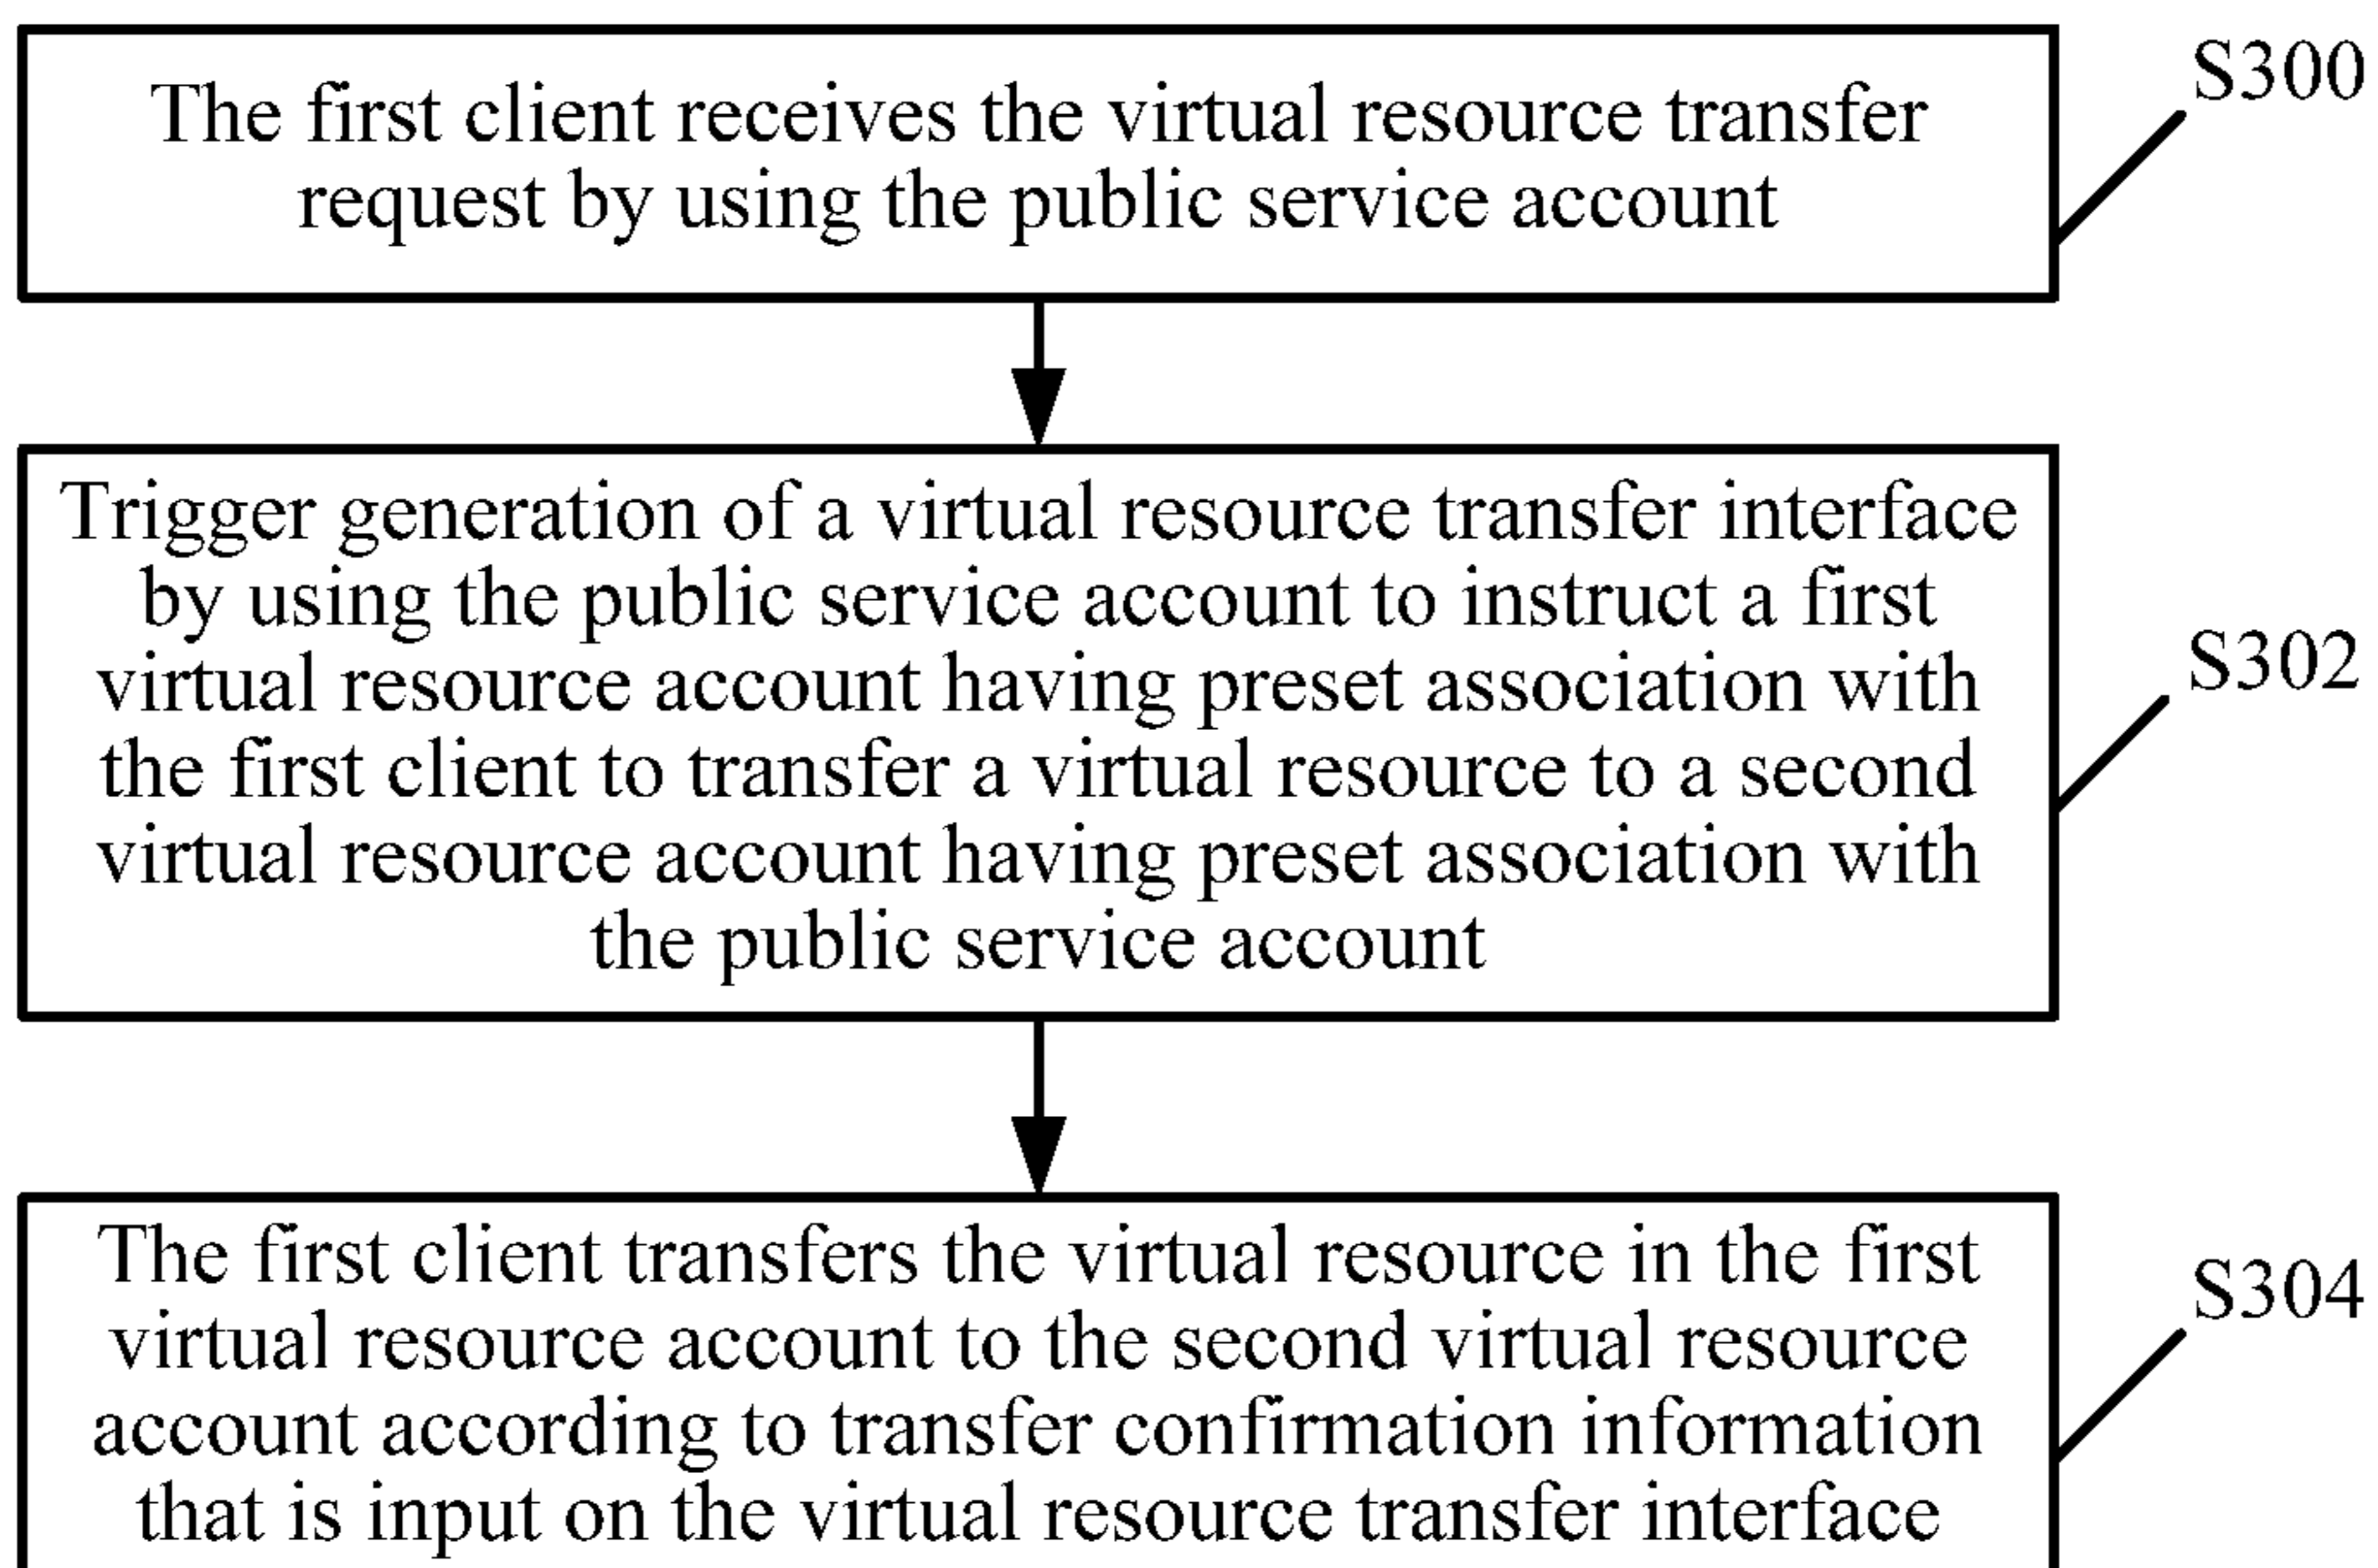 The first client receives the virtual resource transfer
request by using the public service account
S300
Trigger generation of a virtual resource transfer interface
by using the public service account to instruct a first
virtual resource account having preset association with
the first client to transfer a virtual resource to a second
virtual resource account having preset association with
the public service account
S302
The first client transfers the virtual resource in the first
virtual resource account to the second virtual resource
account according to transfer confirmation information
that is input on the virtual resource transfer interface
S304